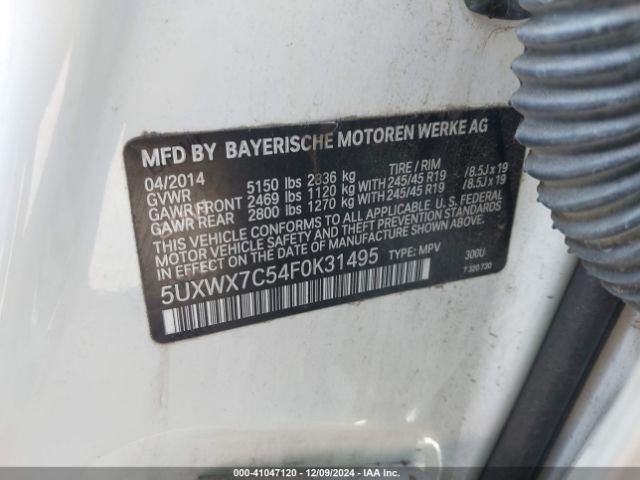 MFD BY BAYERISCHE MOTOREN WERKE AG
04/2014
GVWR 5150 lbs 2336 kg TIRE / RIM
GAWR FRONT 2469 lbs 1120 kg WITH 245/45 R19 /8.5J x 19
GAWR REAR 2800 lbs 1270 kg WITH 245/45 R19 /8.5J x 19
THIS VEHICLE CONFORMS TO ALL APPLICABLE U.S. FEDERAL
MOTOR VEHICLE SAFETY STANDARDS
IN EFFECT ON THE DATE OF MANUFACTURE SHOWN ABOVE.
5UXWX7C54F0K31495 TYPE: MPV 300U
7 320 730
000-41047120 - 12/09/2024 - IAA Inc.